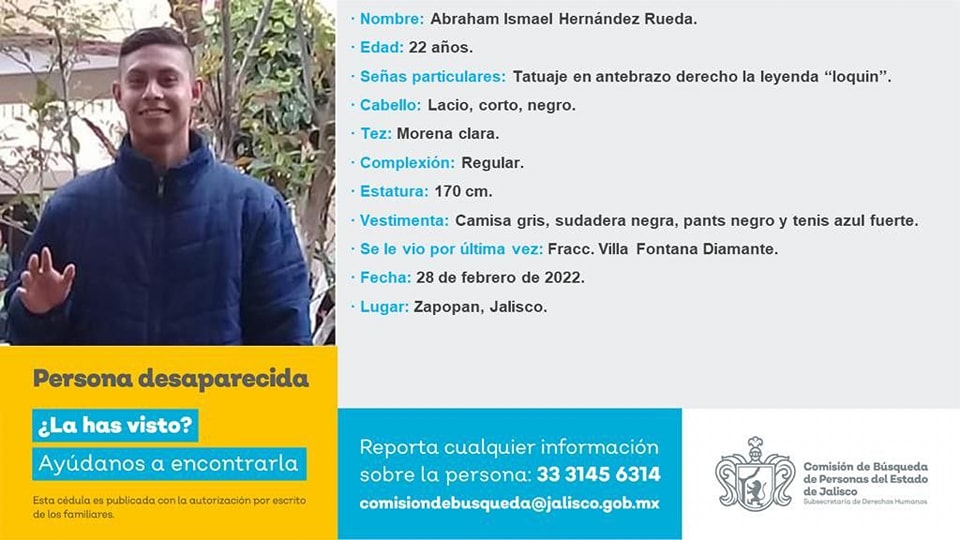 · Nombre: Abraham Ismael Hernández Rueda.
· Edad: 22 años.
· Señas particulares: Tatuaje en antebrazo derecho la leyenda “loquin”.
· Cabello: Lacio, corto, negro.
· Tez: Morena clara.
· Complexión: Regular.
· Estatura: 170 cm.
· Vestimenta: Camisa gris, sudadera negra, pants negro y tenis azul fuerte.
· Se le vio por última vez: Fracc. Villa Fontana Diamante.
· Fecha: 28 de febrero de 2022.
· Lugar: Zapopan, Jalisco.
Persona desaparecida
¿La has visto?
Ayúdanos a encontrarla
Esta cédula es publicada con la autorización por escrito
de los familiares.
Reporta cualquier información
sobre la persona: 33 3145 6314
comisiondebusqueda@jalisco.gob.mx
Comisión de Búsqueda
de Personas del Estado
de Jalisco
Subsecretaría de Derechos Humanos